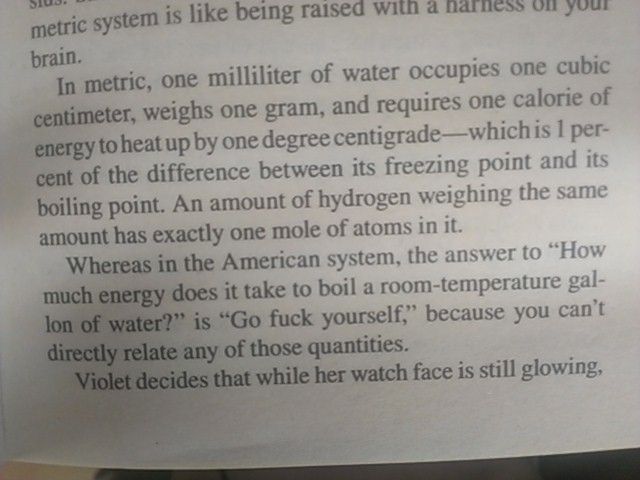 metric system is like being raised with a harness on your
brain.
In metric, one milliliter of water occupies one cubic
centimeter, weighs one gram, and requires one calorie of
energy to heat up by one degree centigrade—which is 1 per-
cent of the difference between its freezing point and its
boiling point. An amount of hydrogen weighing the same
amount has exactly one mole of atoms in it.
Whereas in the American system, the answer to “How
much energy does it take to boil a room-temperature gal-
lon of water?” is “Go fuck yourself,” because you can’t
directly relate any of those quantities.
Violet decides that while her watch face is still glowing,